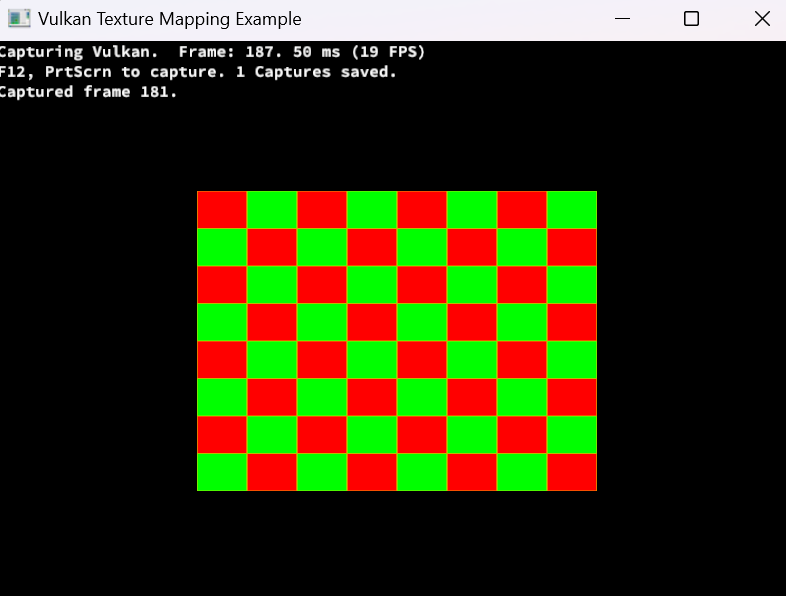 Vulkan Texture Mapping Example
Capturing Vulkan.  Frame: 187. 50 ms (19 FPS)
F12, PrtScrn to capture. 1 Captures saved.
Captured frame 181.